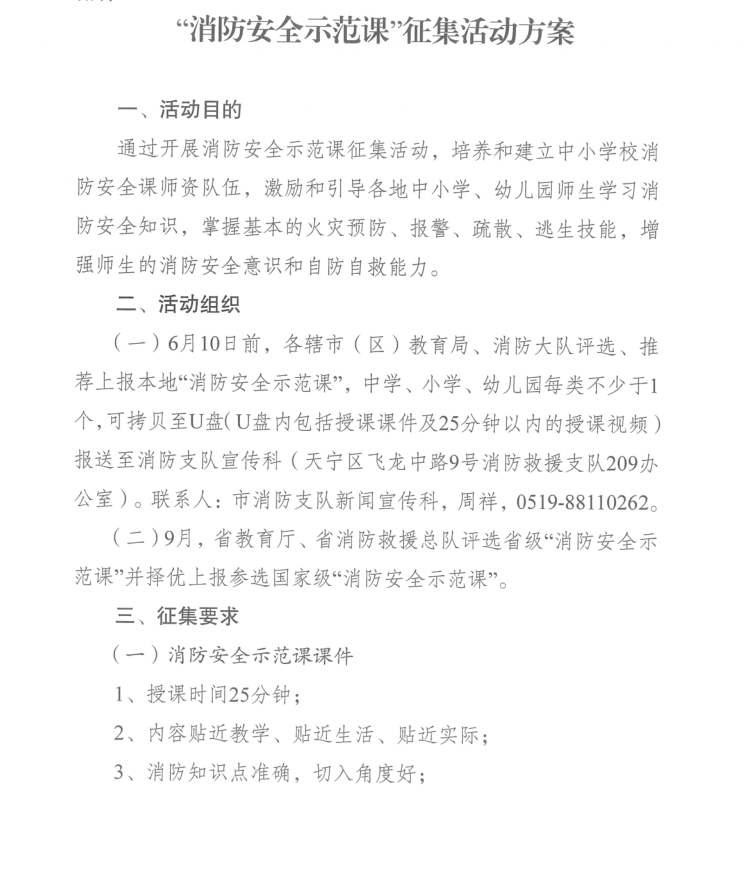 “消防安全示范课”征集活动方案
一、活动目的
通过开展消防安全示范课征集活动，培养和建立中小学校消
防安全课师资队伍，激励和引导各地中小学、幼儿园师生学习消
防安全知识，掌握基本的火灾预防、报警、疏散、逃生技能，增
强师生的消防安全意识和自防自救能力。
二、活动组织
（一）6月10日前，各辖市（区）教育局、消防大队评选、推
荐上报本地“消防安全示范课”，中学、小学、幼儿园每类不少于1
个，可拷贝至U盘（U盘内包括授课课件及25分钟以内的授课视频）
报送至消防支队宣传科（天宁区飞龙中路9号消防救援支队209办
公室）。联系人：市消防支队新闻宣传科，周祥，0519-88110262。
（二）9月，省教育厅、省消防救援总队评选省级“消防安全示
范课”并择优上报参选国家级“消防安全示范课”。
三、征集要求
（一）消防安全示范课课件
1、授课时间25分钟；
2、内容贴近教学、贴近生活、贴近实际；
3、消防知识点准确，切入角度好；